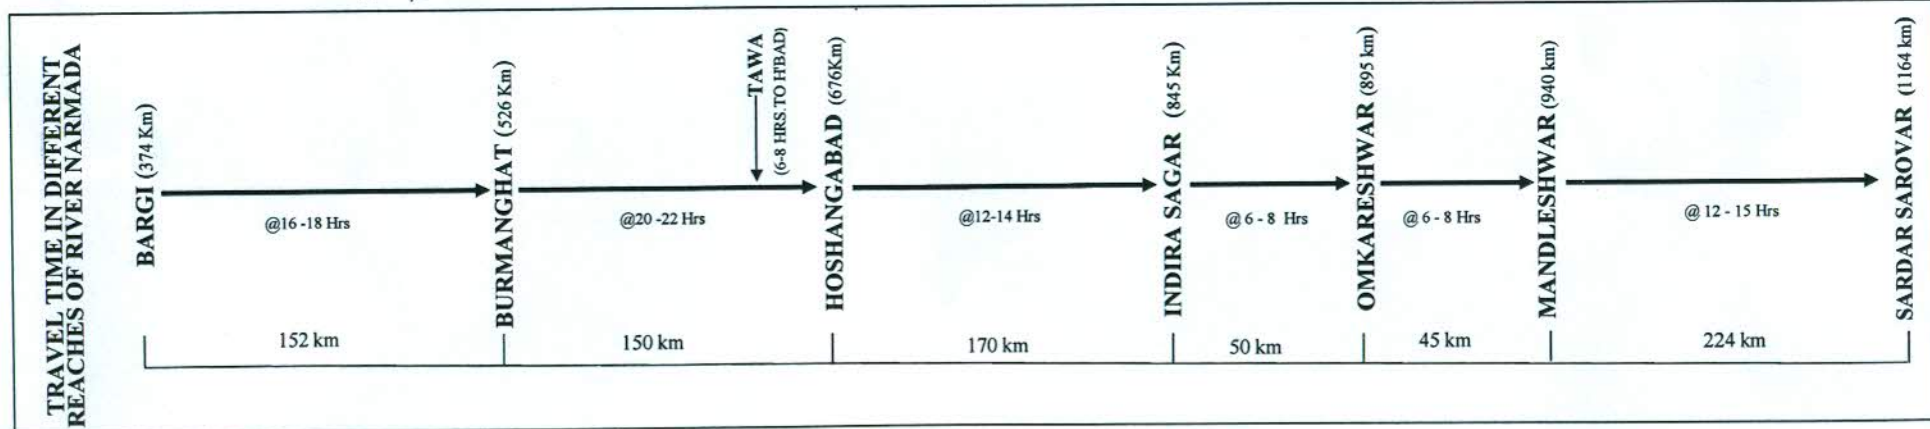 TRAVEL TIME IN DIFFERENT
REACHES OF RIVER NARMADA
BARGI (374 Km)
@16 -18 Hrs
BURMANGHAT (526 Km)
@20 -22 Hrs
TAWA
(6-8 HRS.TO H'BAD)
HOSHANGABAD (676Km)
@12-14 Hrs
INDIRA SAGAR (845 Km)
@ 6 - 8 Hrs
OMKARESHWAR (895 km)
@ 6 - 8 Hrs
MANDLESHWAR (940 km)
@ 12 - 15 Hrs
SARDAR SAROVAR (1164 km)
152 km
150 km
170 km
50 km
45 km
224 km